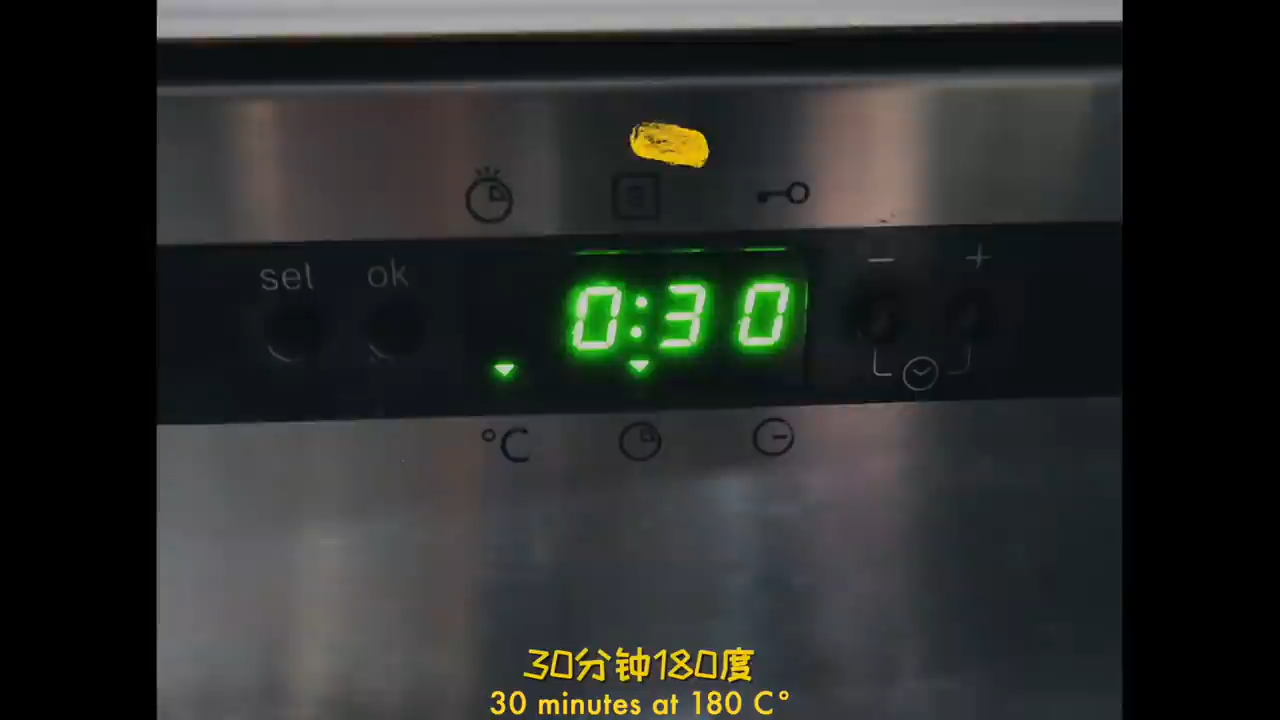 sel ok
0:30
− +
°C
30分钟180度
30 minutes at 180 C°